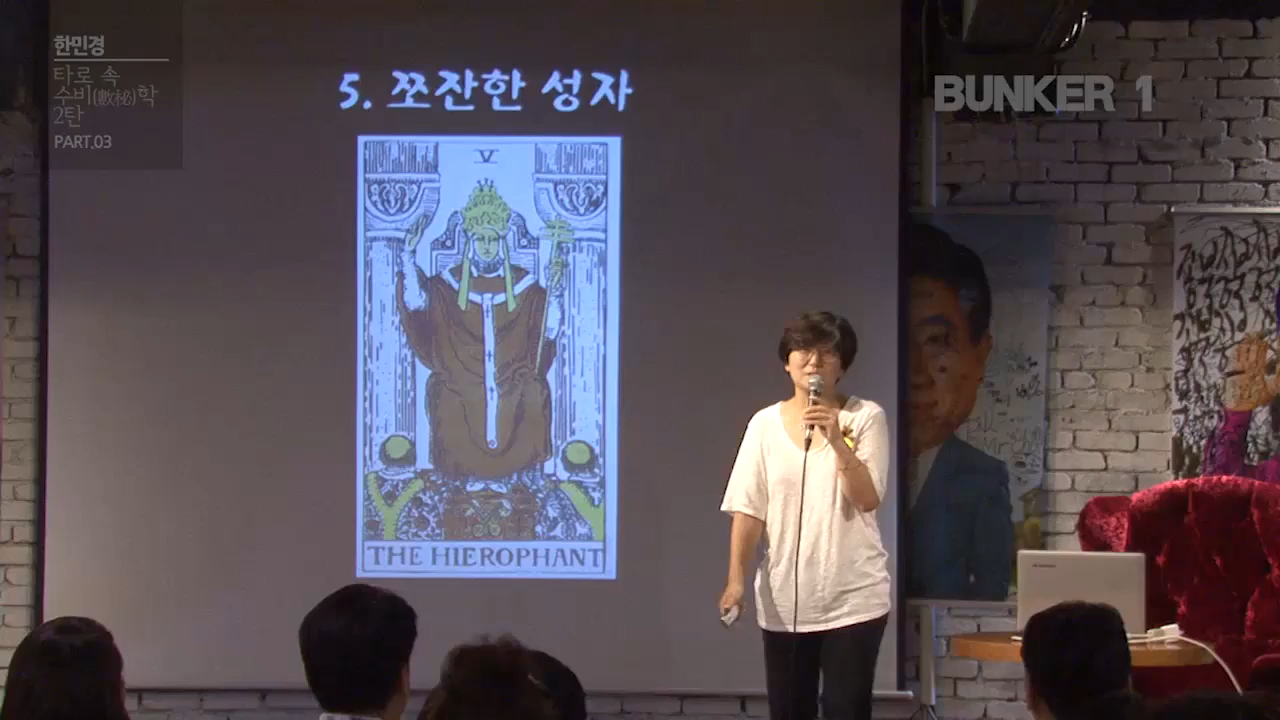 한민경
타로 속
수비(數秘)학
2탄
PART.03
5. 쪼잔한 성자
BUNKER 1
V
THE HIEROPHANT